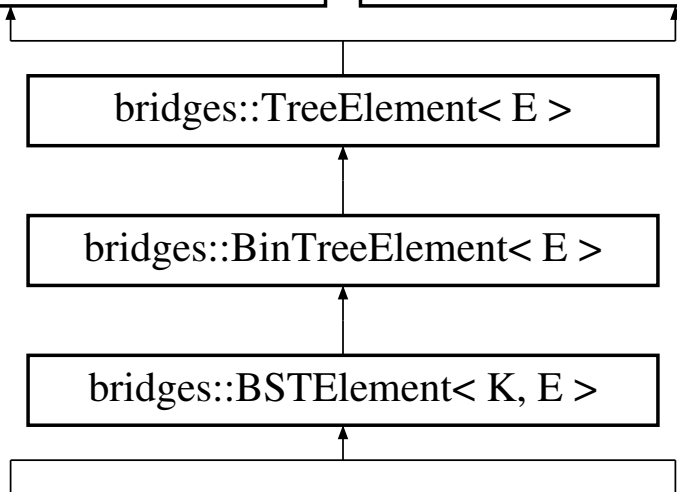 bridges::TreeElement< E >
bridges::BinTreeElement< E >
bridges::BSTElement< K, E >